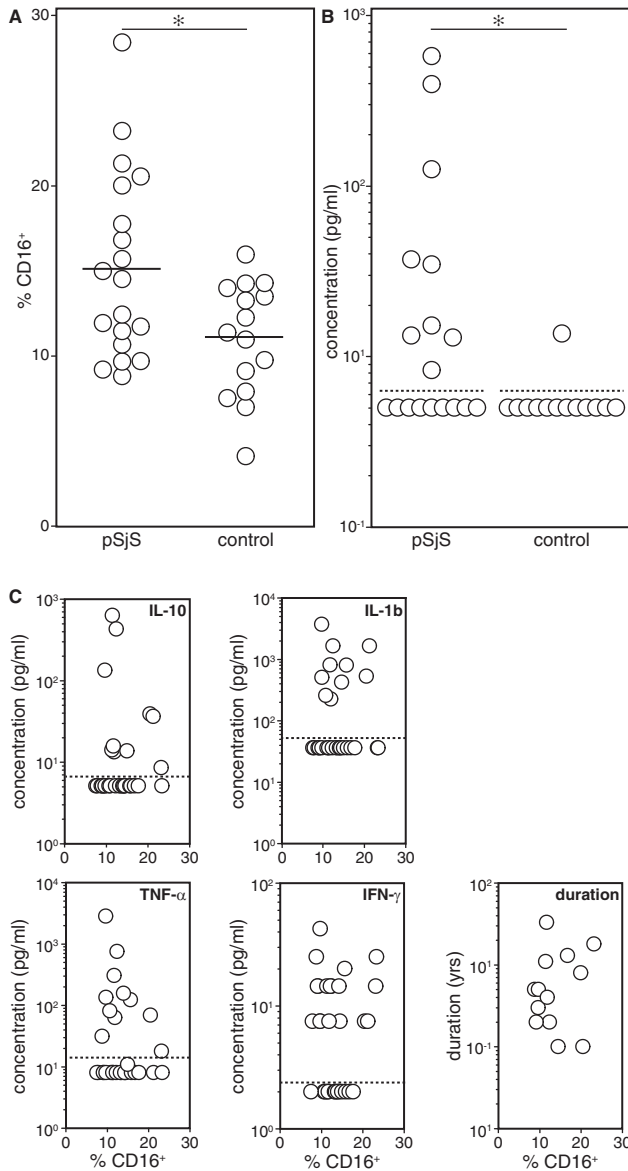 A
*
30
20
10
0
% CD16⁺
pSjS
control
B
*
10³
10²
10¹
10⁰
10⁻¹
concentration (pg/ml)
pSjS
control
C
IL-10
10³
10²
10¹
10⁰
concentration (pg/ml)
0 10 20 30
IL-1b
10⁴
10³
10²
10¹
10⁰
concentration (pg/ml)
0 10 20 30
TNF-α
10⁴
10³
10²
10¹
10⁰
concentration (pg/ml)
0 10 20 30
% CD16⁺
IFN-γ
10²
10¹
10⁰
concentration (pg/ml)
0 10 20 30
% CD16⁺
duration
10²
10¹
10⁻¹
10¹
duration (yrs)
0 10 20 30
% CD16⁺